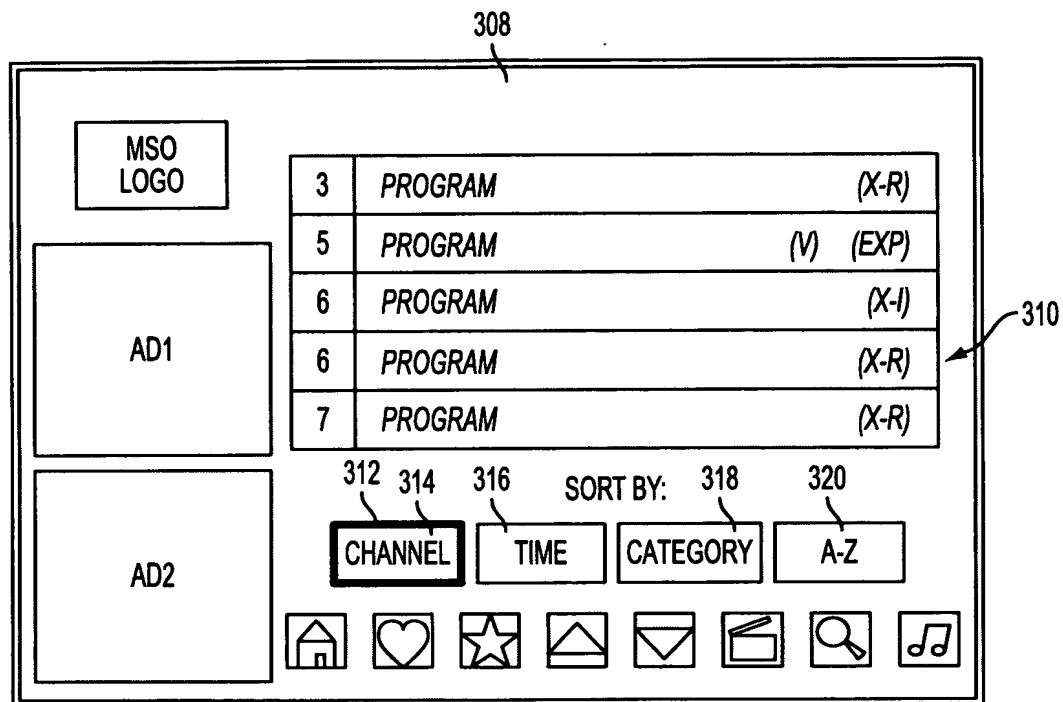 308
MSO
LOGO
3 PROGRAM (X-R)
5 PROGRAM (V) (EXP)
6 PROGRAM (X-I)
6 PROGRAM (X-R)
7 PROGRAM (X-R)
310
AD1
312 314 316 SORT BY: 318 320
CHANNEL TIME CATEGORY A-Z
AD2